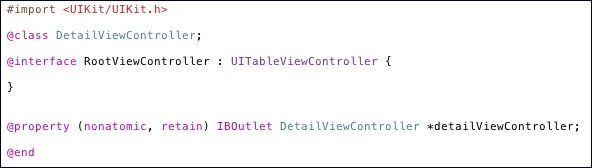 #import <UIKit/UIKit.h>
@class DetailViewController;
@interface RootViewController : UITableViewController {
}
@property (nonatomic, retain) IBOutlet DetailViewController *detailViewController;
@end